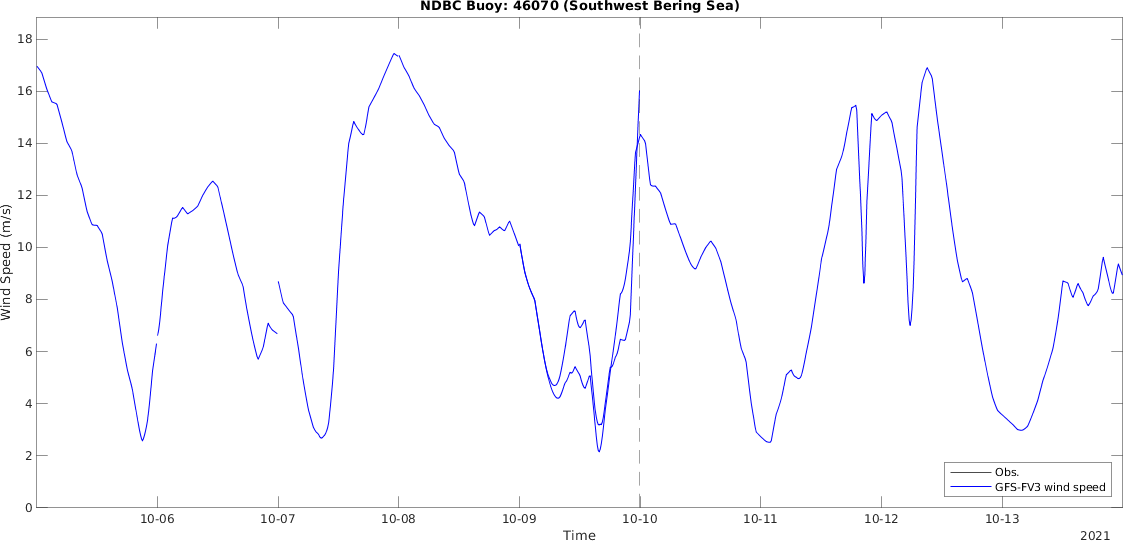 NDBC Buoy: 46070 (Southwest Bering Sea)
18
16
14
12
10
8
6
4
2
0
Wind Speed (m/s)
10-06 10-07 10-08 10-09 10-10 10-11 10-12 10-13
Time
2021
Obs.
GFS-FV3 wind speed